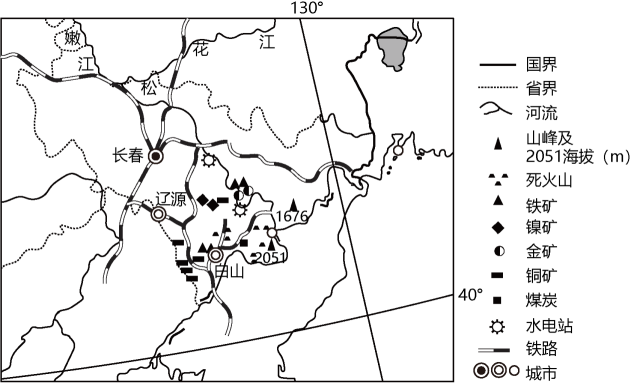 130°
嫩
江
花
江
松
长春
辽源
1676
2051
白山
40°
国界
省界
河流
山峰及
2051海拔（m）
死火山
铁矿
镍矿
金矿
铜矿
煤炭
水电站
铁路
城市